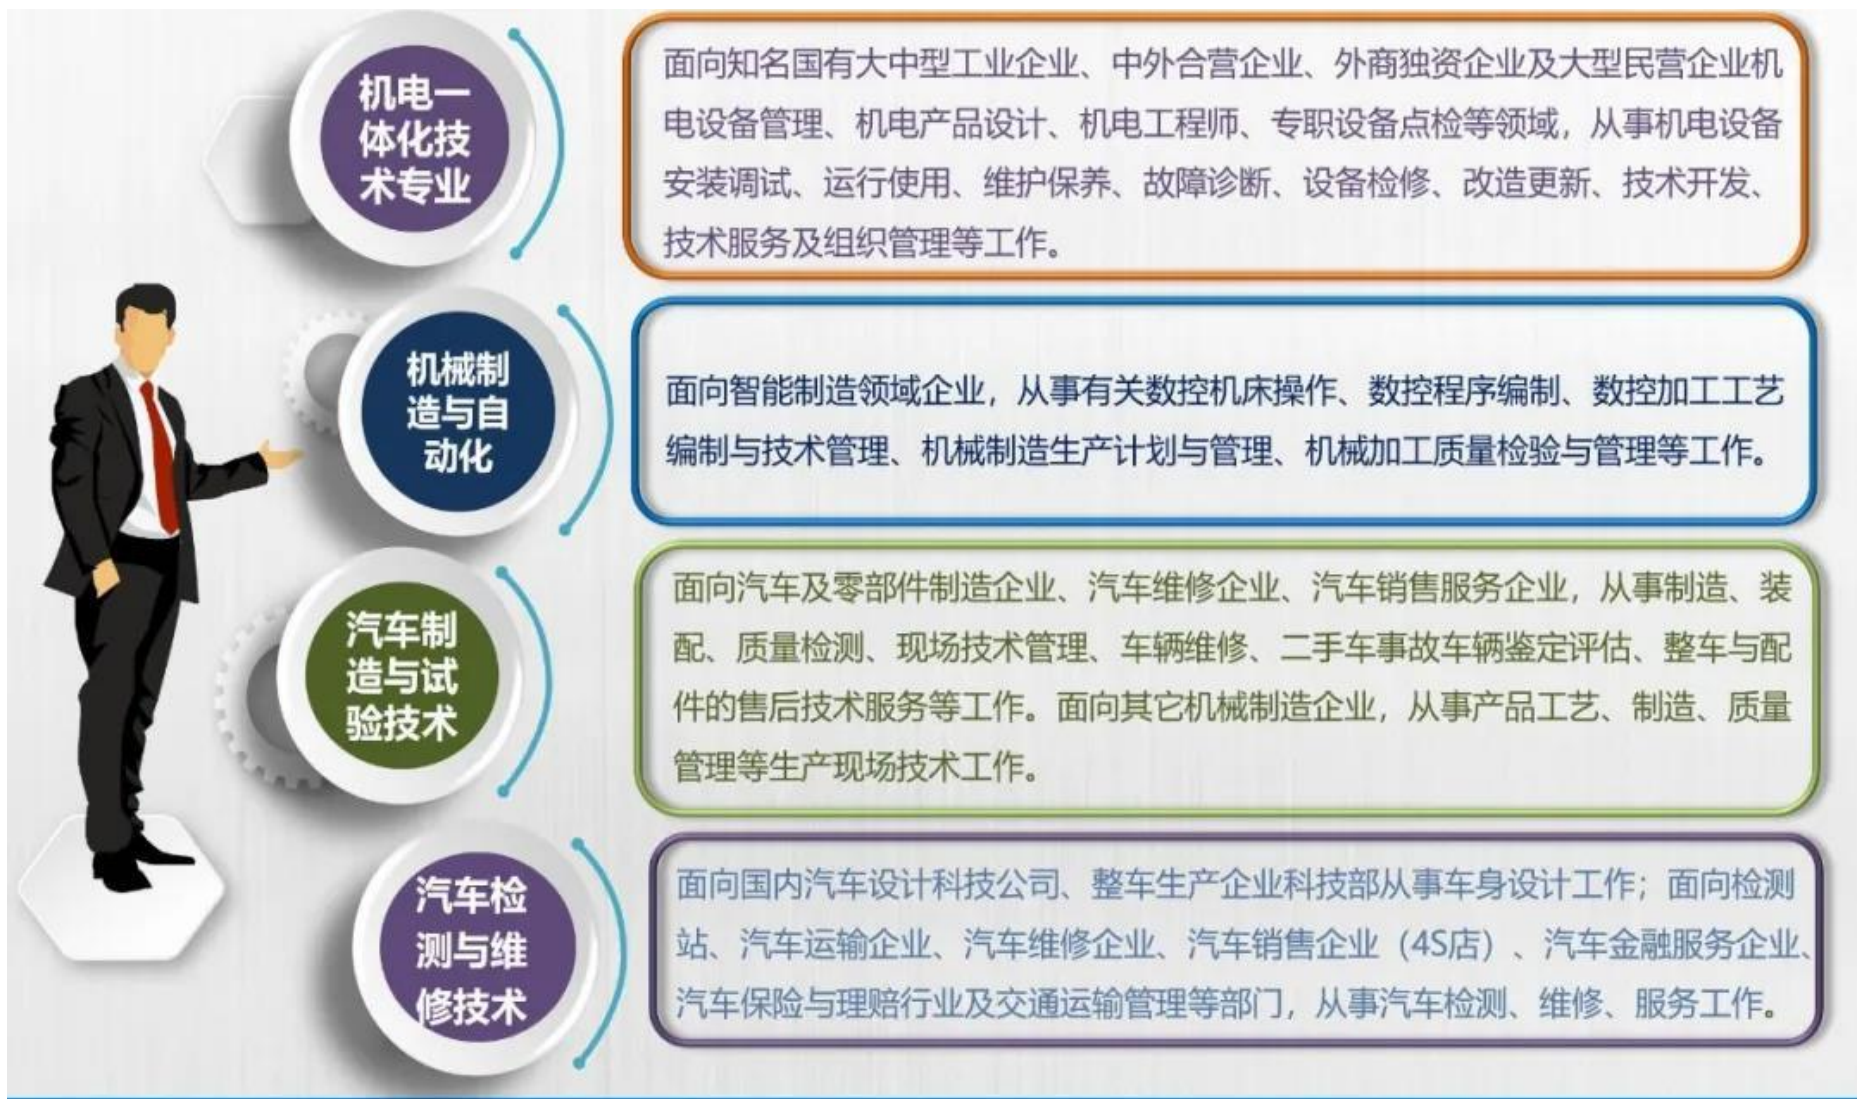 机电一
体化技
术专业
面向知名国有大中型工业企业、中外合营企业、外商独资企业及大型民营企业机
电设备管理、机电产品设计、机电工程师、专职设备点检等领域，从事机电设备
安装调试、运行使用、维护保养、故障诊断、设备检修、改造更新、技术开发、
技术服务及组织管理等工作。
机械制
造与自
动化
面向智能制造领域企业，从事有关数控机床操作、数控程序编制、数控加工工艺
编制与技术管理、机械制造生产计划与管理、机械加工质量检验与管理等工作。
汽车制
造与试
验技术
面向汽车及零部件制造企业、汽车维修企业、汽车销售服务企业，从事制造、装
配、质量检测、现场技术管理、车辆维修、二手车事故车辆鉴定评估、整车与配
件的售后技术服务等工作。面向其它机械制造企业，从事产品工艺、制造、质量
管理等生产现场技术工作。
汽车检
测与维
修技术
面向国内汽车设计科技公司、整车生产企业科技部从事车身设计工作；面向检测
站、汽车运输企业、汽车维修企业、汽车销售企业（4S店）、汽车金融服务企业、
汽车保险与理赔行业及交通运输管理等部门，从事汽车检测、维修、服务工作。